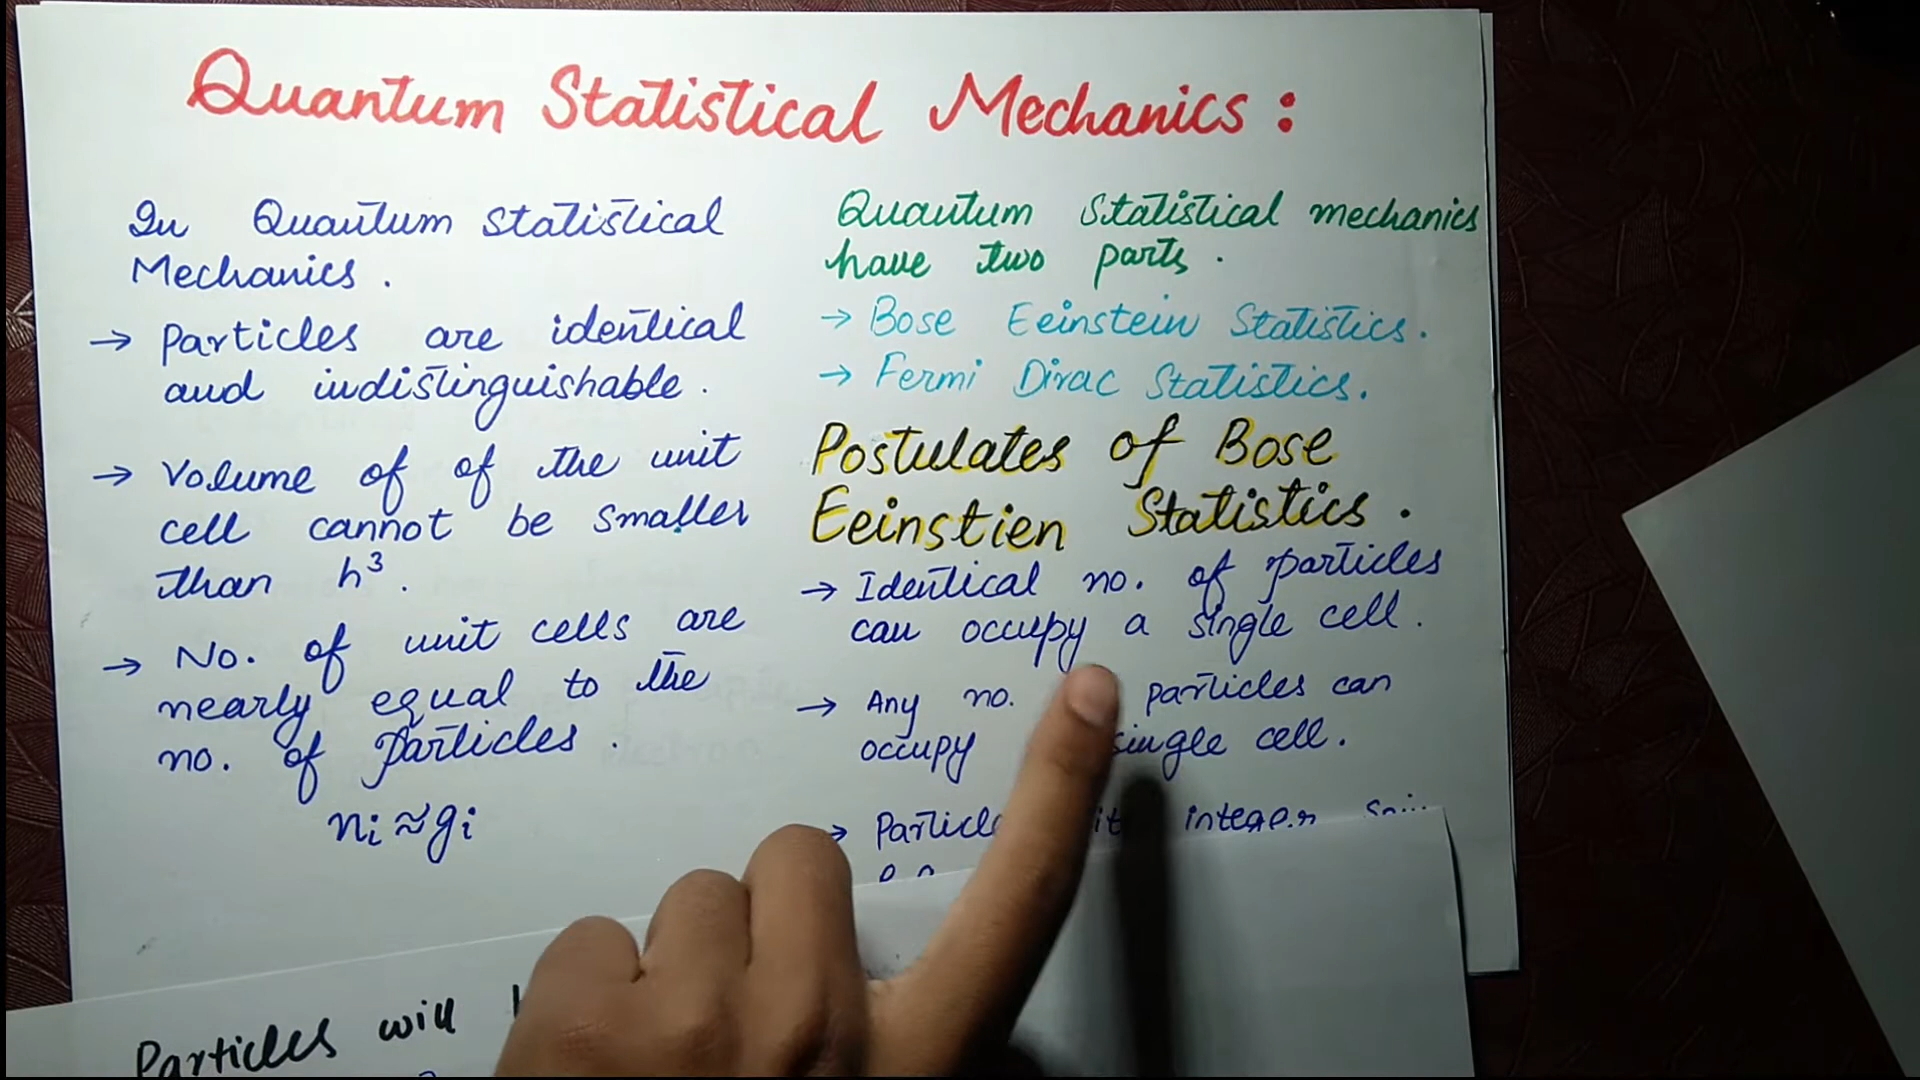 Quantum Statistical Mechanics:
In Quantum Statistical
Mechanics.
→ Particles are identical
and indistinguishable.
→ Volume of of the unit
cell cannot be smaller
than h³.
→ No. of unit cells are
nearly equal to the
no. of particles.
nᵢ≈gᵢ
Quantum Statistical mechanics
have two parts.
→ Bose Eeinstein Statistics.
→ Fermi Dirac Statistics.
Postulates of Bose
Eeinstien Statistics.
→ Identical no. of particles
can occupy a single cell.
→ Any no. particles can
occupy single cell.
→ integer
Particles will